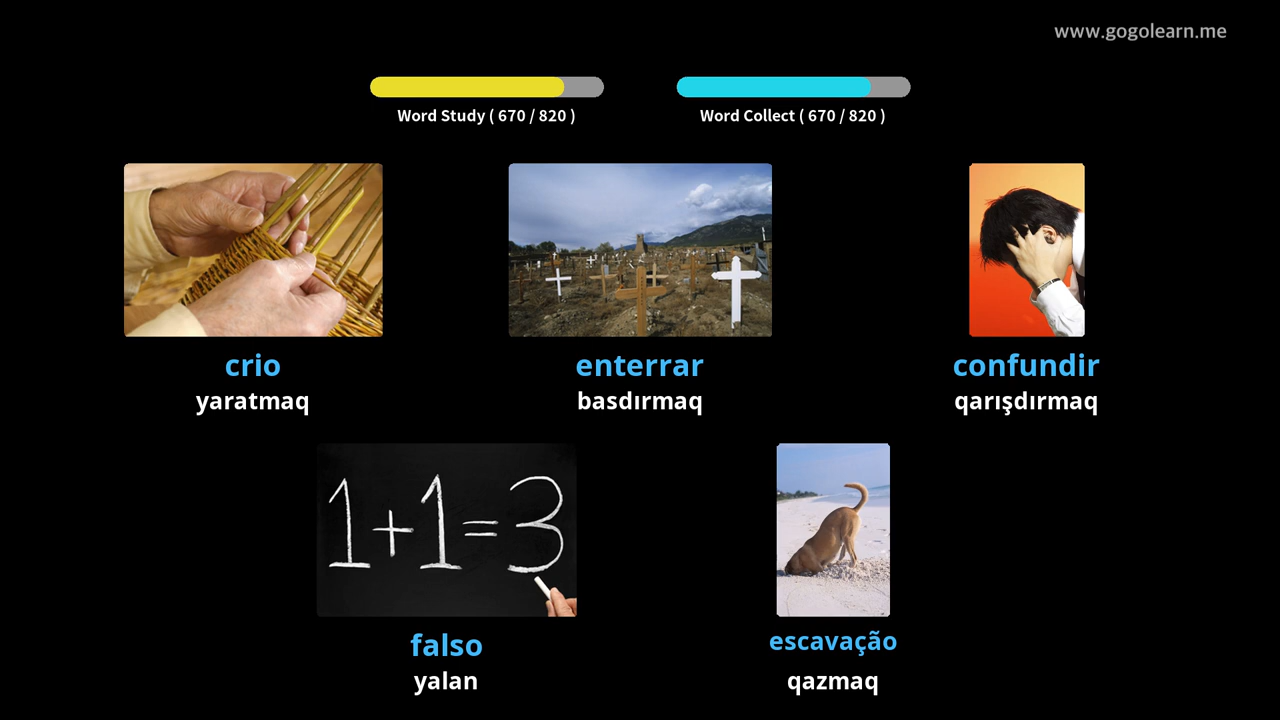 www.gogolearn.me
Word Study ( 670 / 820 )
Word Collect ( 670 / 820 )
crio
yaratmaq
enterrar
basdırmaq
confundir
qarışdırmaq
1+1=3
falso
yalan
escavação
qazmaq